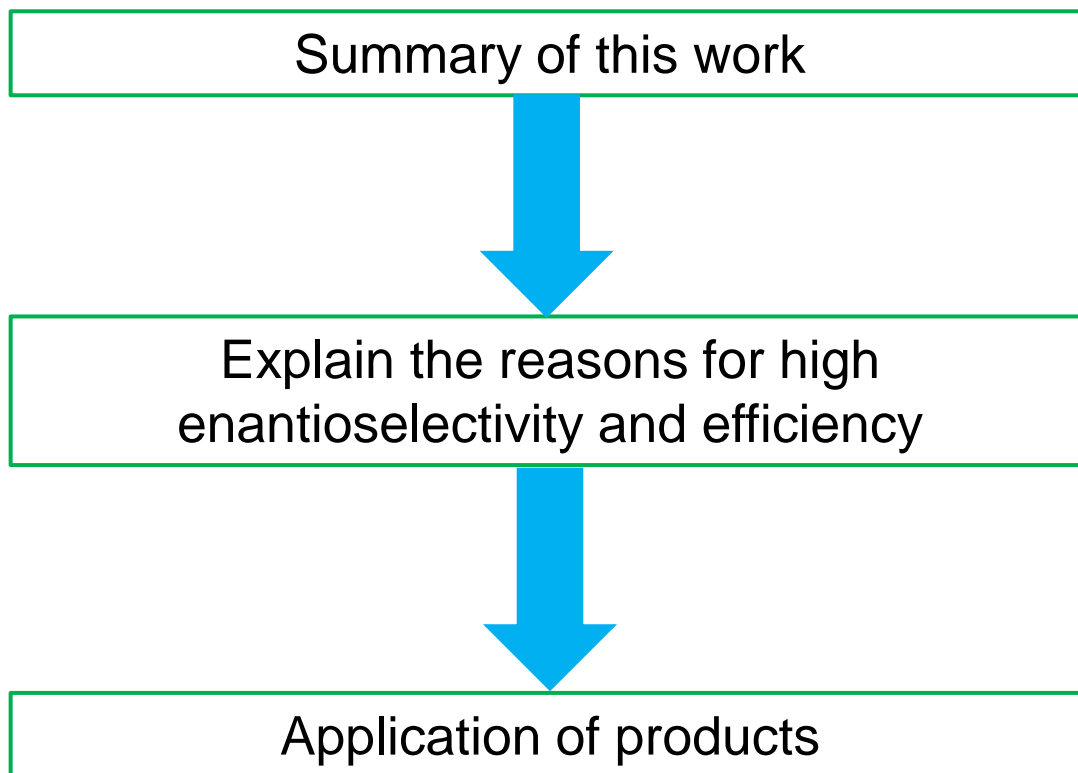 Summary of this work
Explain the reasons for high
enantioselectivity and efficiency
Application of products